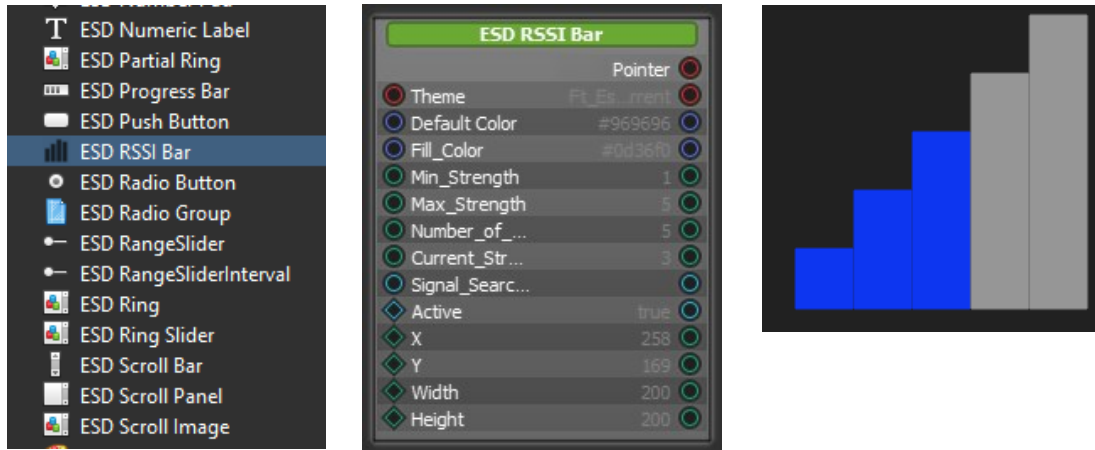 ESD Numeric Label
ESD Partial Ring
ESD Progress Bar
ESD Push Button
ESD RSSI Bar
ESD Radio Button
ESD Radio Group
ESD RangeSlider
ESD RangeSliderInterval
ESD Ring
ESD Ring Slider
ESD Scroll Bar
ESD Scroll Panel
ESD Scroll Image
ESD RSSI Bar
Pointer
Theme Ft_Es...rrent
Default Color #969696
Fill_Color #0d36f0
Min_Strength 1
Max_Strength 5
Number_of_... 5
Current_Str... 3
Signal_Searc...
Active true
X 258
Y 169
Width 200
Height 200